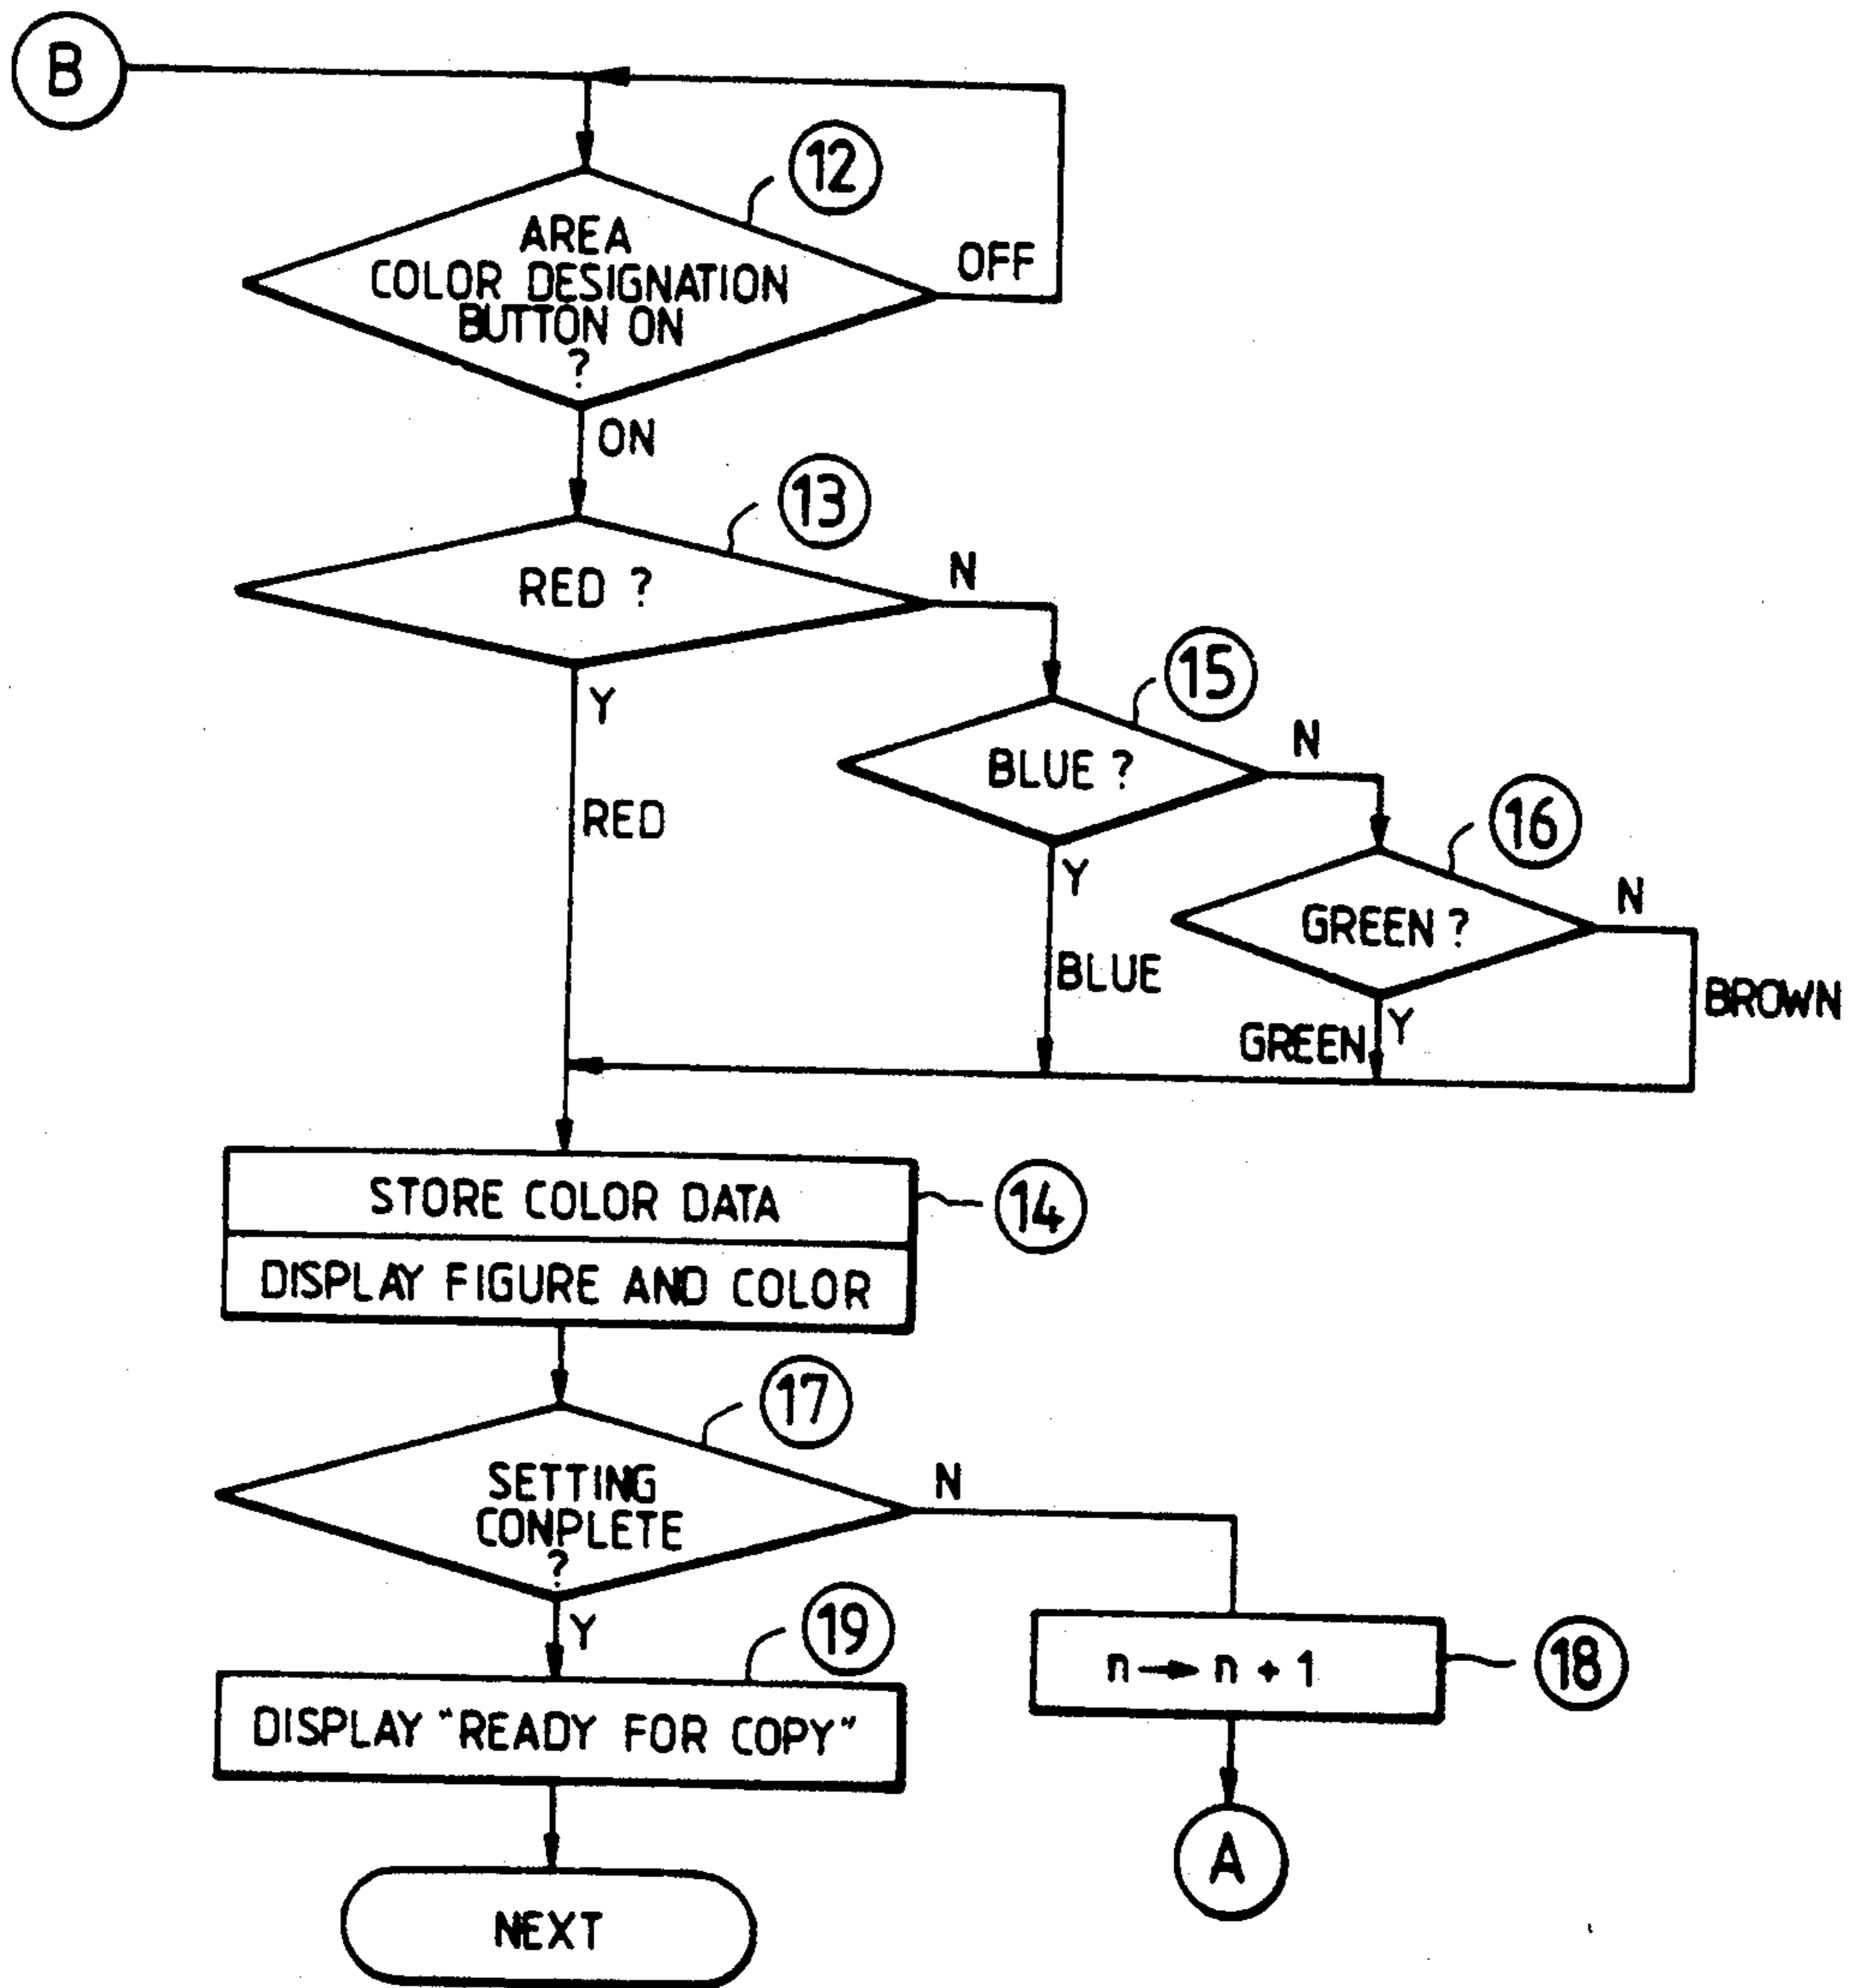 B
12
AREA
COLOR DESIGNATION
BUTTON ON
?
OFF
ON
13
RED ?
N
Y
15
BLUE ?
N
RED
16
Y
GREEN ?
N
BLUE
BROWN
GREEN
Y
STORE COLOR DATA
14
DISPLAY FIGURE AND COLOR
17
SETTING
CONPLETE
?
N
Y
19
n → n + 1
18
DISPLAY "READY FOR COPY"
A
NEXT